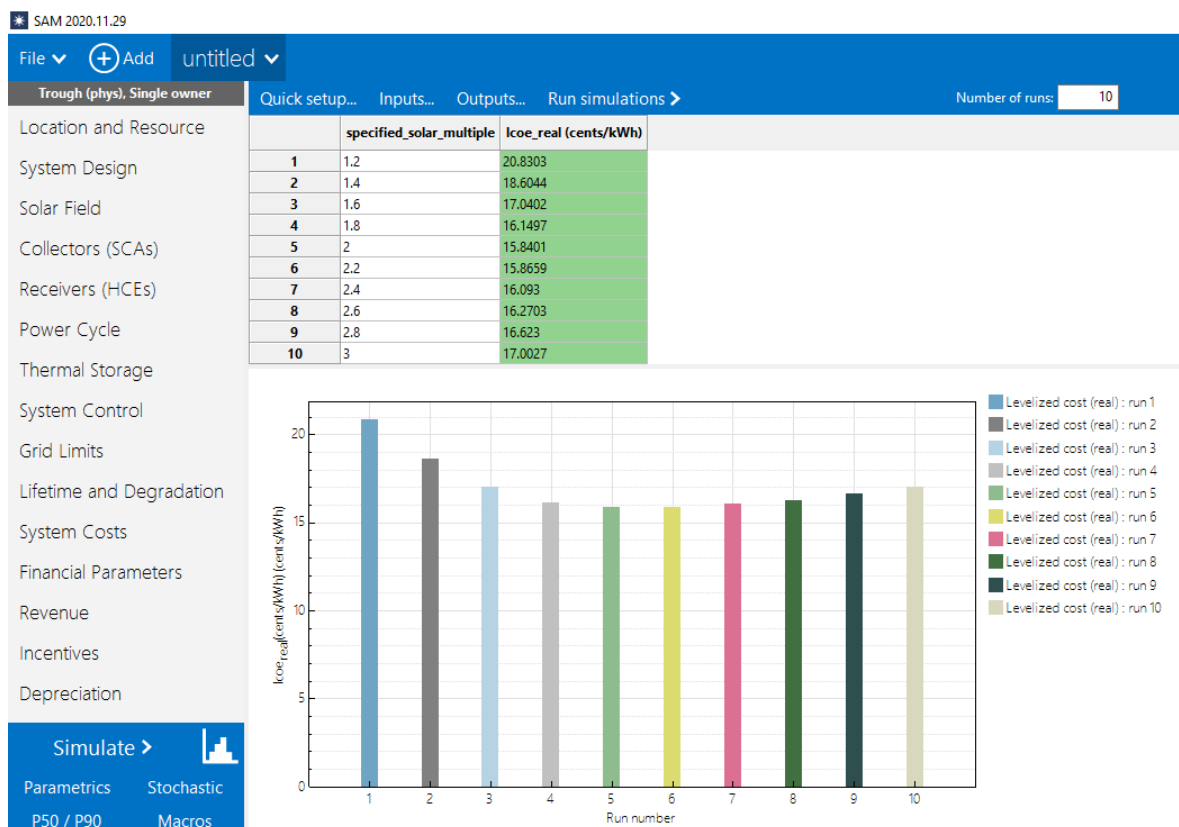 SAM 2020.11.29
File Add untitled
Trough (phys), Single owner
Quick setup... Inputs... Outputs... Run simulations > Number of runs: 10
Location and Resource
System Design
Solar Field
Collectors (SCAs)
Receivers (HCEs)
Power Cycle
Thermal Storage
System Control
Grid Limits
Lifetime and Degradation
System Costs
Financial Parameters
Revenue
Incentives
Depreciation
Simulate >
Parametrics Stochastic
P50 / P90 Macros
specified_solar_multiple lcoe_real (cents/kWh)
1 1.2 20.8303
2 1.4 18.6044
3 1.6 17.0402
4 1.8 16.1497
5 2 15.8401
6 2.2 15.8659
7 2.4 16.093
8 2.6 16.2703
9 2.8 16.623
10 3 17.0027
lcoe_real(cents/kWh) (cents/kWh)
20
15
10
5
0
1 2 3 4 5 6 7 8 9 10
Run number
Levelized cost (real) : run 1
Levelized cost (real) : run 2
Levelized cost (real) : run 3
Levelized cost (real) : run 4
Levelized cost (real) : run 5
Levelized cost (real) : run 6
Levelized cost (real) : run 7
Levelized cost (real) : run 8
Levelized cost (real) : run 9
Levelized cost (real) : run 10